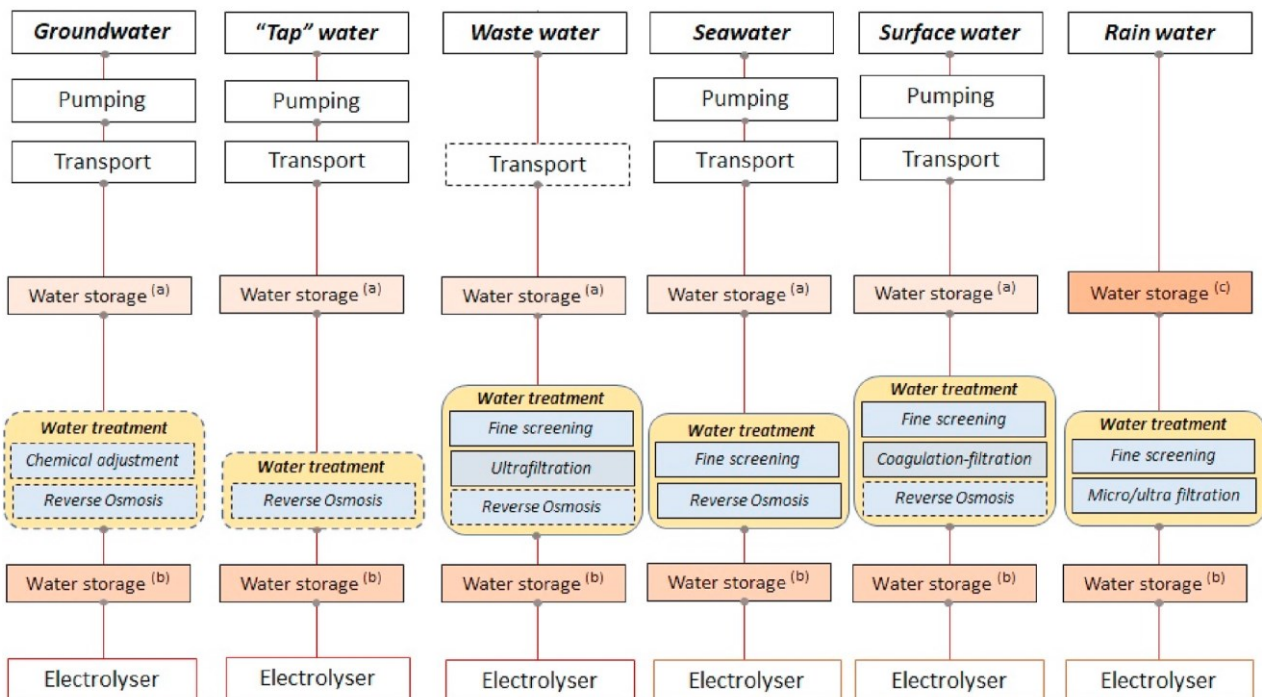 Groundwater
Pumping
Transport
Water storage (a)
Water treatment
Chemical adjustment
Reverse Osmosis
Water storage (b)
Electrolyser
“Tap” water
Pumping
Transport
Water storage (a)
Water treatment
Reverse Osmosis
Water storage (b)
Electrolyser
Waste water
Transport
Water storage (a)
Water treatment
Fine screening
Ultrafiltration
Reverse Osmosis
Water storage (b)
Electrolyser
Seawater
Pumping
Transport
Water storage (a)
Water treatment
Fine screening
Reverse Osmosis
Water storage (b)
Electrolyser
Surface water
Pumping
Transport
Water storage (a)
Water treatment
Fine screening
Coagulation-filtration
Reverse Osmosis
Water storage (b)
Electrolyser
Rain water
Water storage (c)
Water treatment
Fine screening
Micro/ultra filtration
Water storage (b)
Electrolyser